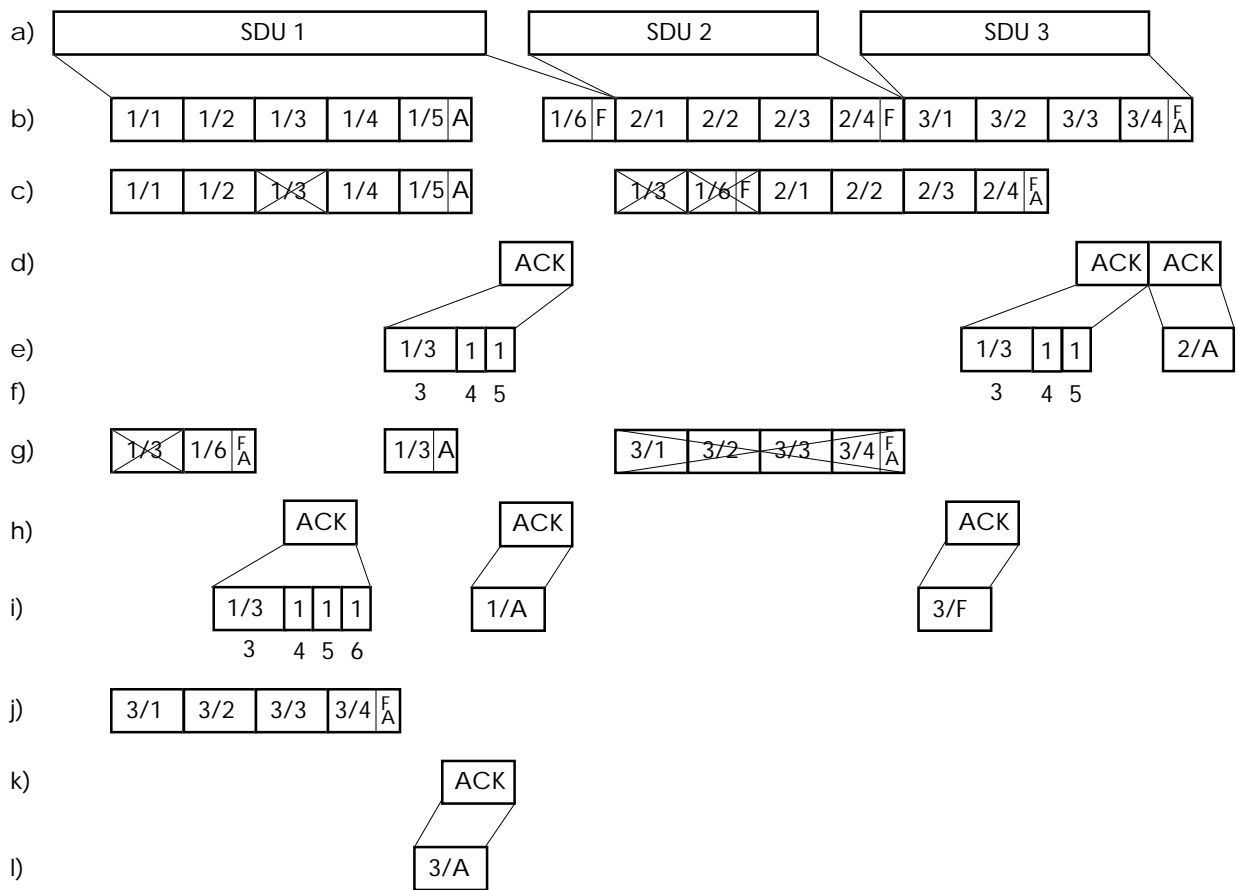 a) SDU 1 SDU 2 SDU 3
b) 1/1 1/2 1/3 1/4 1/5 A 1/6 F 2/1 2/2 2/3 2/4 F 3/1 3/2 3/3 3/4 F A
c) 1/1 1/2 1/3 1/4 1/5 A 1/3 1/6 F 2/1 2/2 2/3 2/4 F A
d) ACK ACK ACK
e) 1/3 1 1 1/3 1 1 2/A
f) 3 4 5 3 4 5
g) 1/3 1/6 F A 1/3 A 3/1 3/2 3/3 3/4 F A
h) ACK ACK ACK
i) 1/3 1 1 1 1/A 3/F
3 4 5 6
j) 3/1 3/2 3/3 3/4 F A
k) ACK
l) 3/A